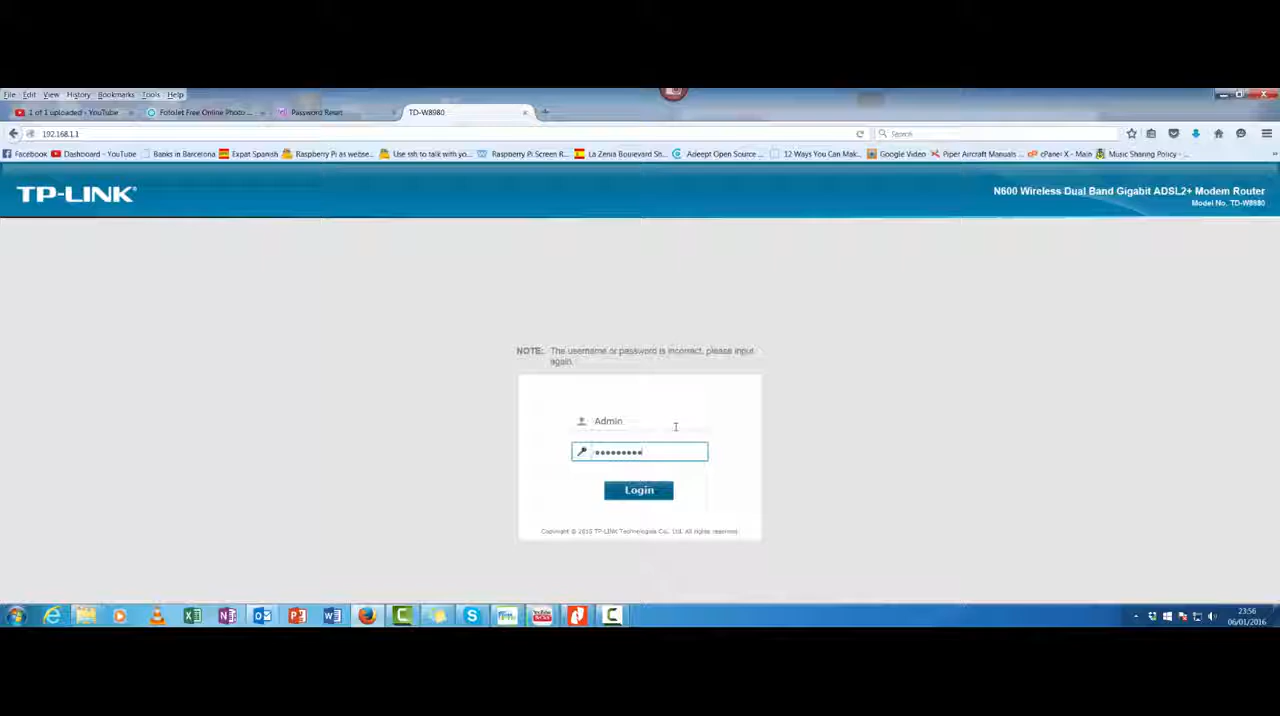 File Edit View History Bookmarks Tools Help
1 of 1 uploaded - YouTube
Fotolet Free Online Photo ...
Password Reset
TD-W8980
192.168.1.1
Search
Facebook
Dashboard - YouTube
Banks in Barcelona
Expat Spanish
Raspberry Pi as webse...
Use ssh to talk with yo...
Raspberry Pi Screen R...
La Zenia Boulevard Sh...
12 Ways You Can Mak...
Google Video
Piper Aircraft Manuals ...
cPanel X - Main
Music Sharing Policy - ...
TP-LINK®
N600 Wireless Dual Band Gigabit ADSL2+ Modem Router
Model No. TD-W8980
NOTE: The username or password is incorrect, please input
again.
Admin
Login
Copyright © 2015 TP-LINK Technologies Co., Ltd. All rights reserved.
23:56
06/01/2016